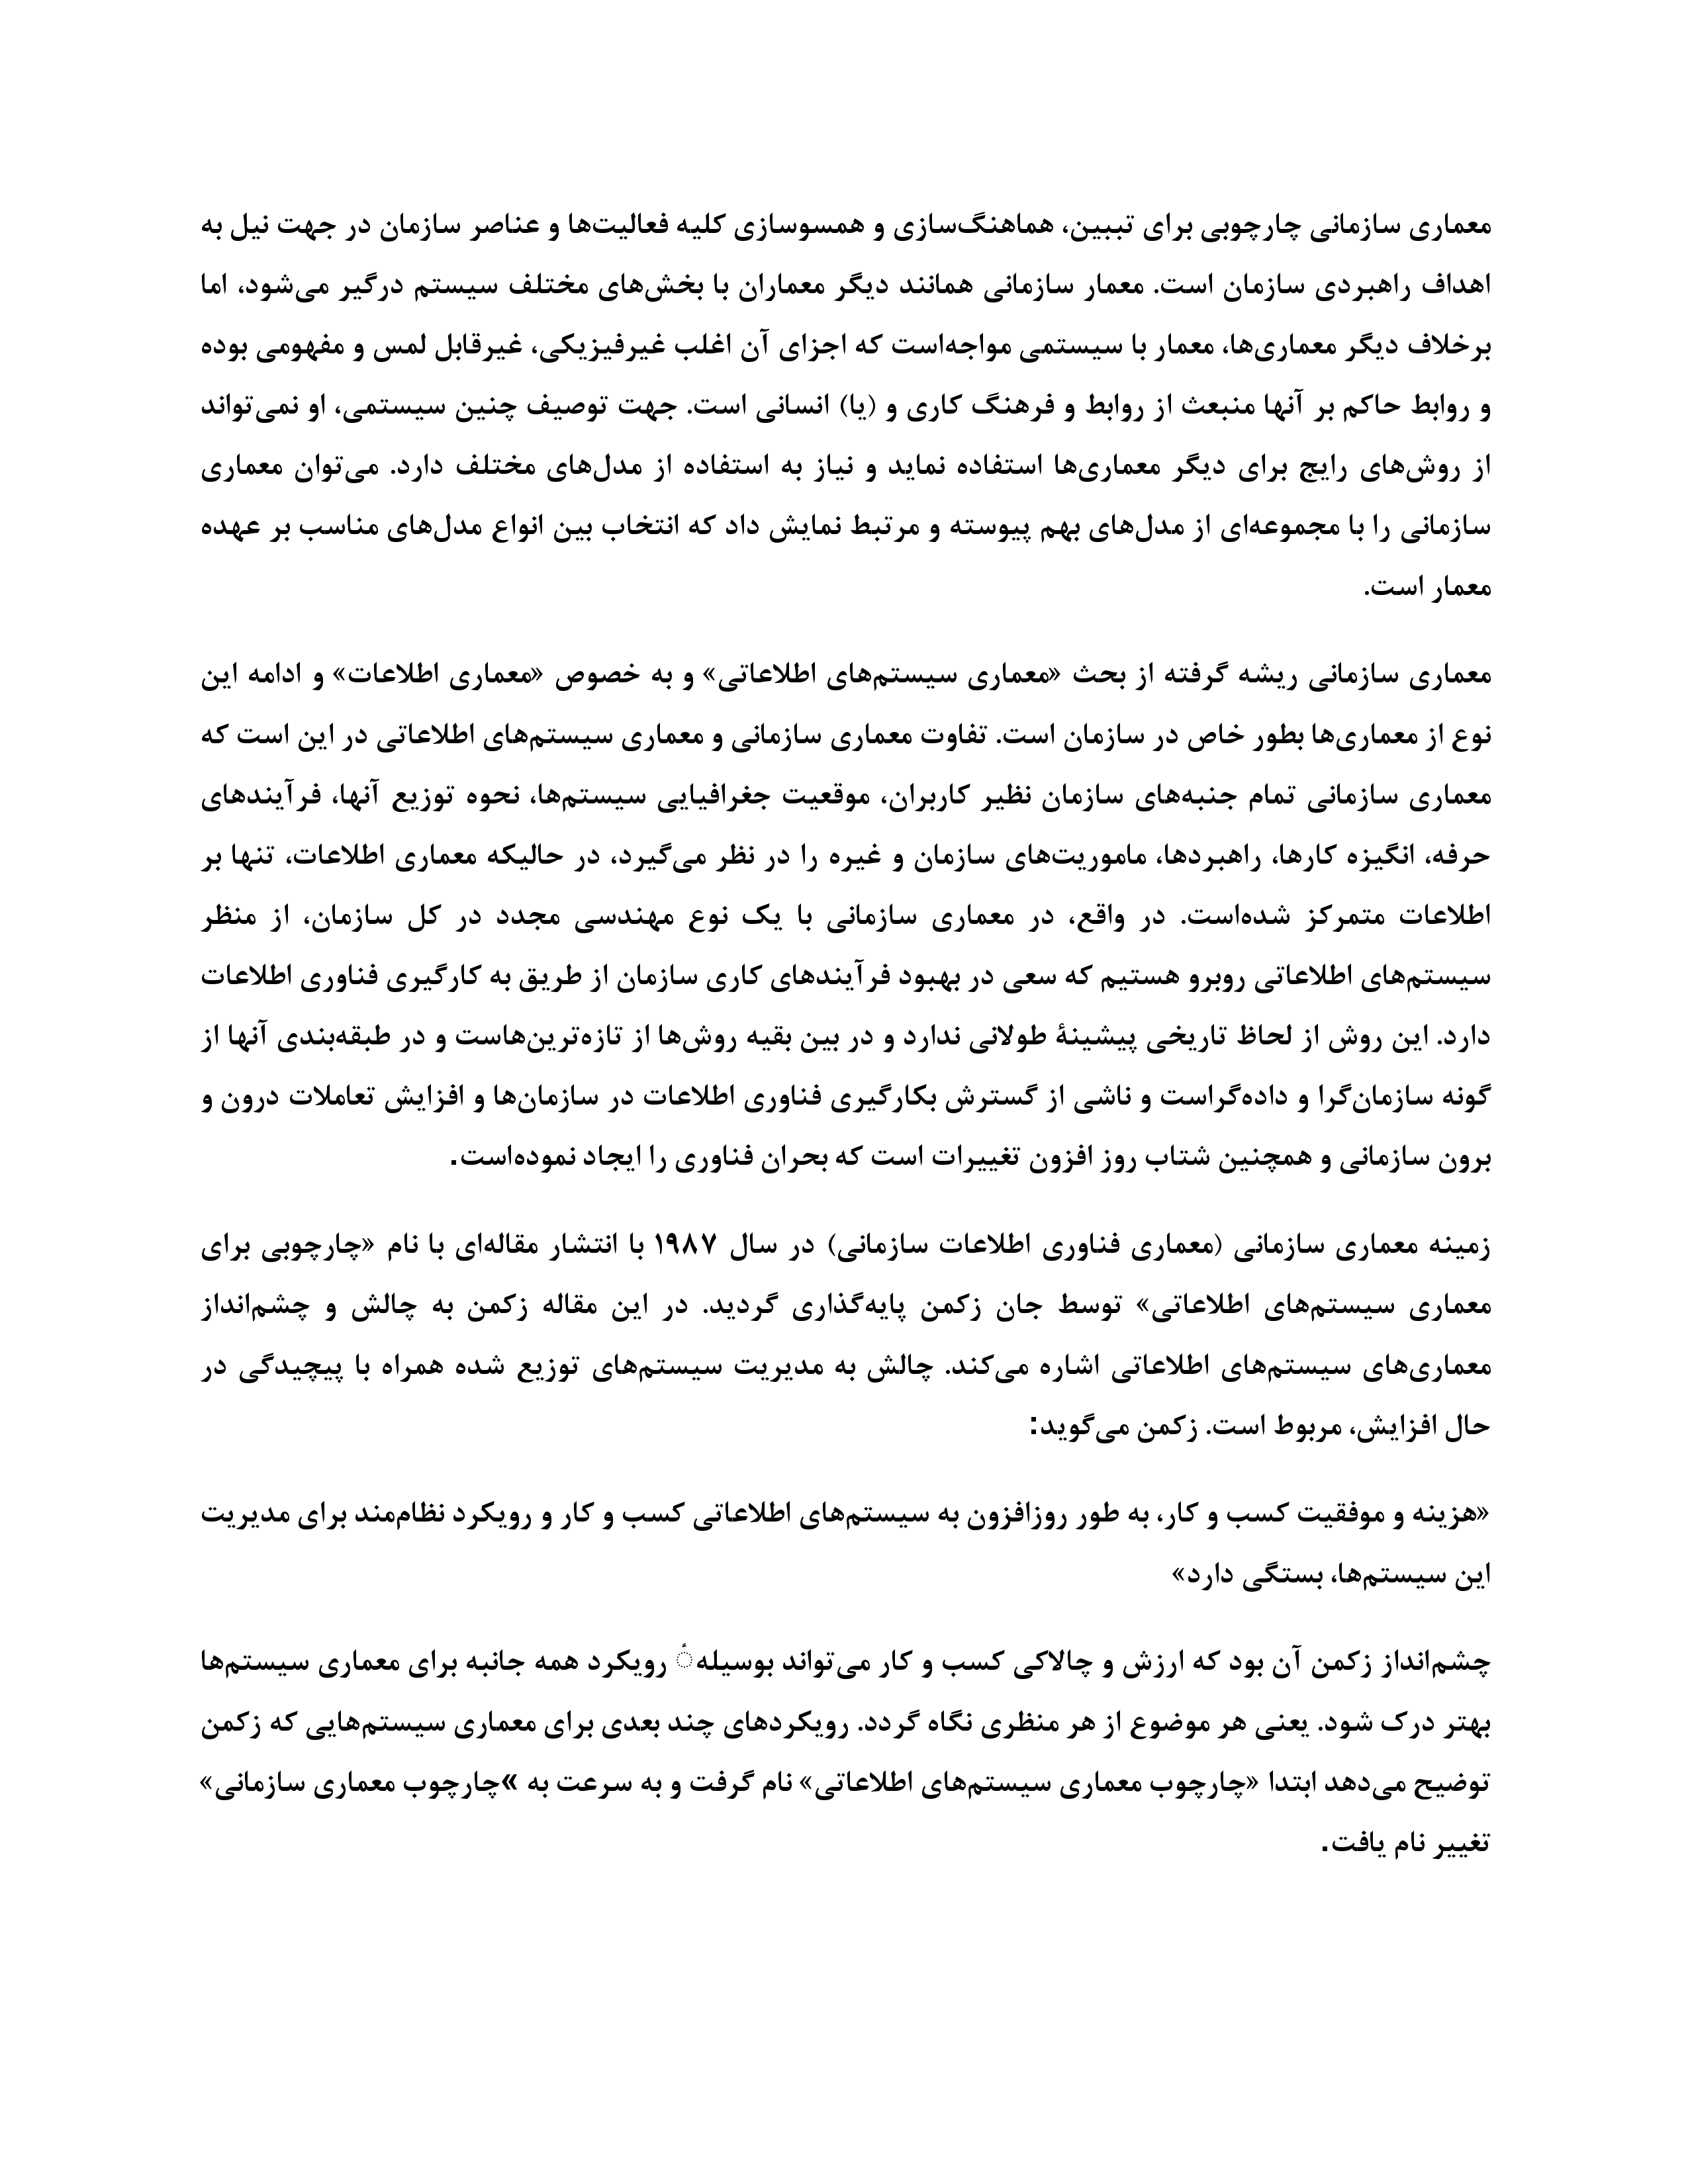 معماری سازمانی چارچوبی برای تببین، هماهنگ‌سازی و همسوسازی کلیه فعالیت‌ها و عناصر سازمان در جهت نیل به
اهداف راهبردی سازمان است. معمار سازمانی همانند دیگر معماران با بخش‌های مختلف سیستم درگیر می‌شود، اما
برخلاف دیگر معماری‌ها، معمار با سیستمی مواجه‌است که اجزای آن اغلب غیرفیزیکی، غیرقابل لمس و مفهومی بوده
و روابط حاکم بر آنها منبعث از روابط و فرهنگ کاری و (یا) انسانی است. جهت توصیف چنین سیستمی، او نمی‌تواند
از روش‌های رایج برای دیگر معماری‌ها استفاده نماید و نیاز به استفاده از مدل‌های مختلف دارد. می‌توان معماری
سازمانی را با مجموعه‌ای از مدل‌های بهم پیوسته و مرتبط نمایش داد که انتخاب بین انواع مدل‌های مناسب بر عهده
معمار است.
معماری سازمانی ریشه گرفته از بحث «معماری سیستم‌های اطلاعاتی» و به خصوص «معماری اطلاعات» و ادامه این
نوع از معماری‌ها بطور خاص در سازمان است. تفاوت معماری سازمانی و معماری سیستم‌های اطلاعاتی در این است که
معماری سازمانی تمام جنبه‌های سازمان نظیر کاربران، موقعیت جغرافیایی سیستم‌ها، نحوه توزیع آنها، فرآیندهای
حرفه، انگیزه کارها، راهبردها، ماموریت‌های سازمان و غیره را در نظر می‌گیرد، در حالیکه معماری اطلاعات، تنها بر
اطلاعات متمرکز شده‌است. در واقع، در معماری سازمانی با یک نوع مهندسی مجدد در کل سازمان، از منظر
سیستم‌های اطلاعاتی روبرو هستیم که سعی در بهبود فرآیندهای کاری سازمان از طریق به کارگیری فناوری اطلاعات
دارد. این روش از لحاظ تاریخی پیشینهٔ طولانی ندارد و در بین بقیه روش‌ها از تازه‌ترین‌هاست و در طبقه‌بندی آنها از
گونه سازمان‌گرا و داده‌گراست و ناشی از گسترش بکارگیری فناوری اطلاعات در سازمان‌ها و افزایش تعاملات درون و
برون سازمانی و همچنین شتاب روز افزون تغییرات است که بحران فناوری را ایجاد نموده‌است.
زمینه معماری سازمانی (معماری فناوری اطلاعات سازمانی) در سال ۱۹۸۷ با انتشار مقاله‌ای با نام «چارچوبی برای
معماری سیستم‌های اطلاعاتی» توسط جان زکمن پایه‌گذاری گردید. در این مقاله زکمن به چالش و چشم‌انداز
معماری‌های سیستم‌های اطلاعاتی اشاره می‌کند. چالش به مدیریت سیستم‌های توزیع شده همراه با پیچیدگی در
حال افزایش، مربوط است. زکمن می‌گوید:
«هزینه و موفقیت کسب و کار، به طور روزافزون به سیستم‌های اطلاعاتی کسب و کار و رویکرد نظام‌مند برای مدیریت
این سیستم‌ها، بستگی دارد»
چشم‌انداز زکمن آن بود که ارزش و چالاکی کسب و کار می‌تواند بوسیله ٔ رویکرد همه جانبه برای معماری سیستم‌ها
بهتر درک شود. یعنی هر موضوع از هر منظری نگاه گردد. رویکردهای چند بعدی برای معماری سیستم‌هایی که زکمن
توضیح می‌دهد ابتدا «چارچوب معماری سیستم‌های اطلاعاتی» نام گرفت و به سرعت به »چارچوب معماری سازمانی»
تغییر نام یافت.